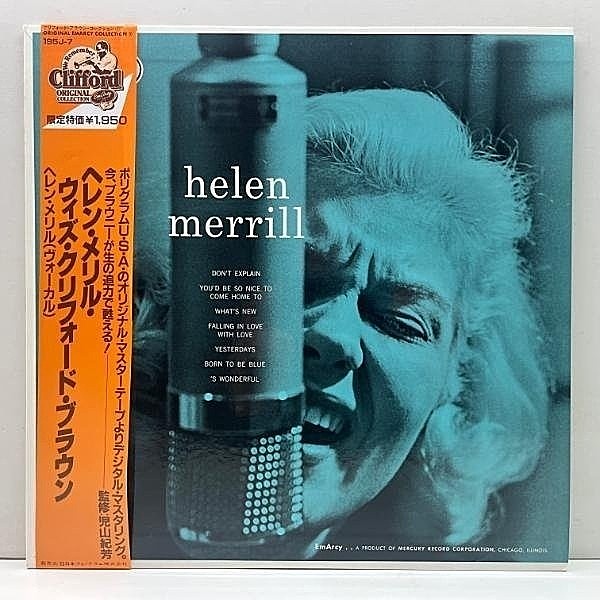 ORIGINAL EMARCY COLLECTION
195J-7
We Remember
Clifford
ORIGINAL
COLLECTION
限定特価¥1,950
ポリグラムU・S・Aのオリジナル・マスターテープよりデジタル・マスタリング。
今、ブラウニーが生の迫力で甦える!
監修・児山紀芳
ヘレン・メリル・
ウィズ・クリフォード・ブラウン
ヘレン・メリル(ヴォーカル)
helen
merrill
DON'T EXPLAIN
YOU'D BE SO NICE TO
COME HOME TO
WHAT'S NEW
FALLING IN LOVE
WITH LOVE
YESTERDAYS
BORN TO BE BLUE
'S WONDERFUL
EmArcy . . A PRODUCT OF MERCURY RECORD CORPORATION, CHICAGO, ILLINOIS